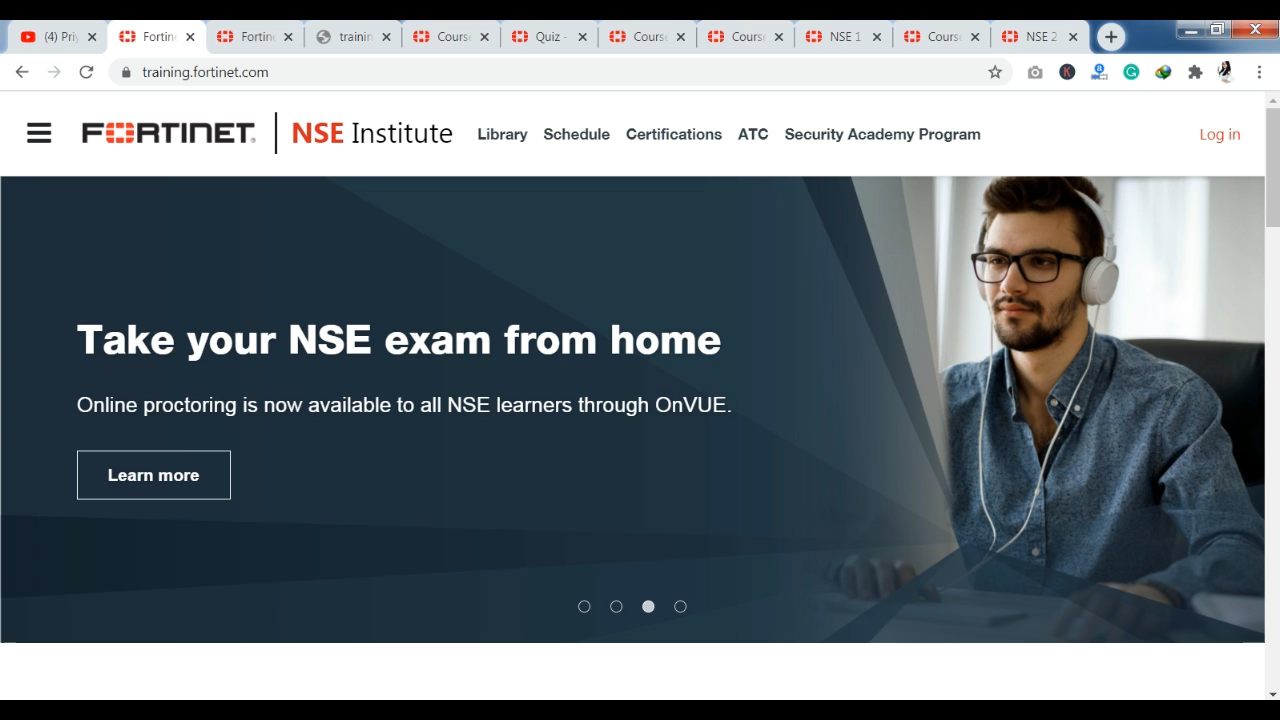 (4) Pri
Fortin
Fortin
trainin
Cours
Quiz -
Cours
Cours
NSE 1
Cours
NSE 2
training.fortinet.com
FORTINET
NSE Institute
Library
Schedule
Certifications
ATC
Security Academy Program
Log in
Take your NSE exam from home
Online proctoring is now available to all NSE learners through OnVUE.
Learn more